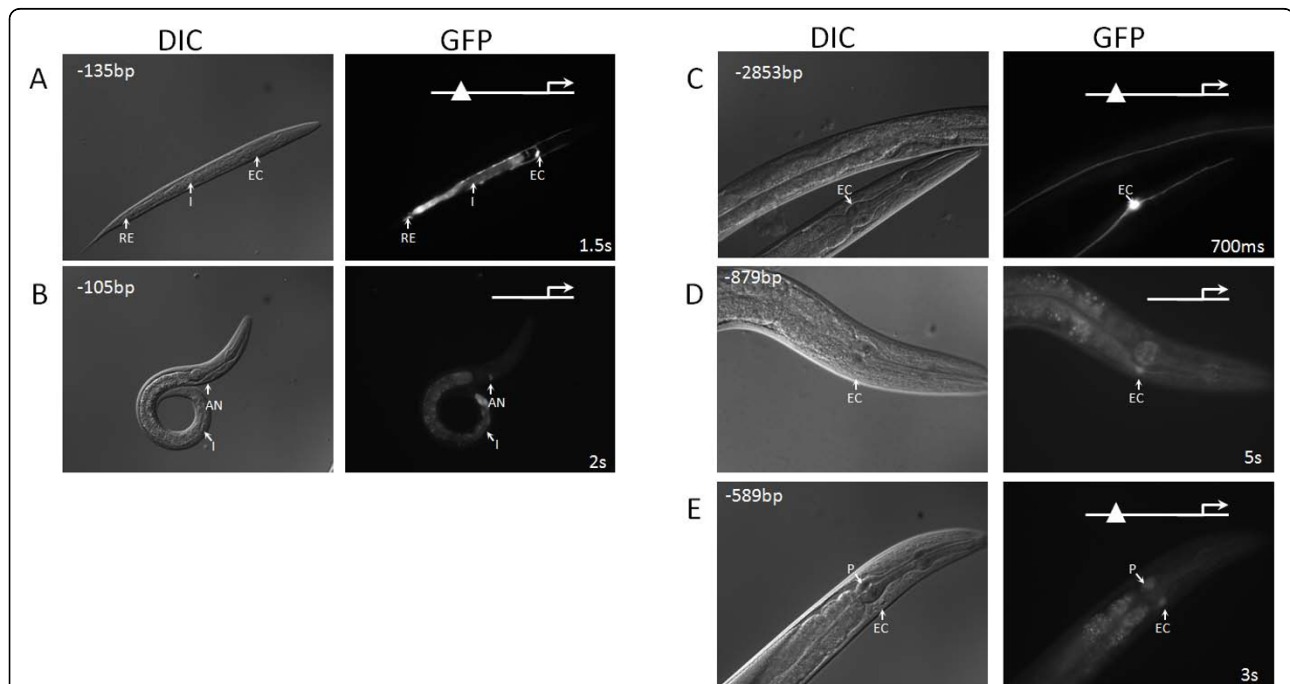 DIC GFP
A
-135bp
EC
I
RE
EC
I
RE
1.5s
B
-105bp
AN
I
AN
I
2s
DIC GFP
C
-2853bp
EC
EC
700ms
D
-879bp
EC
EC
5s
E
-589bp
P
EC
P
EC
3s